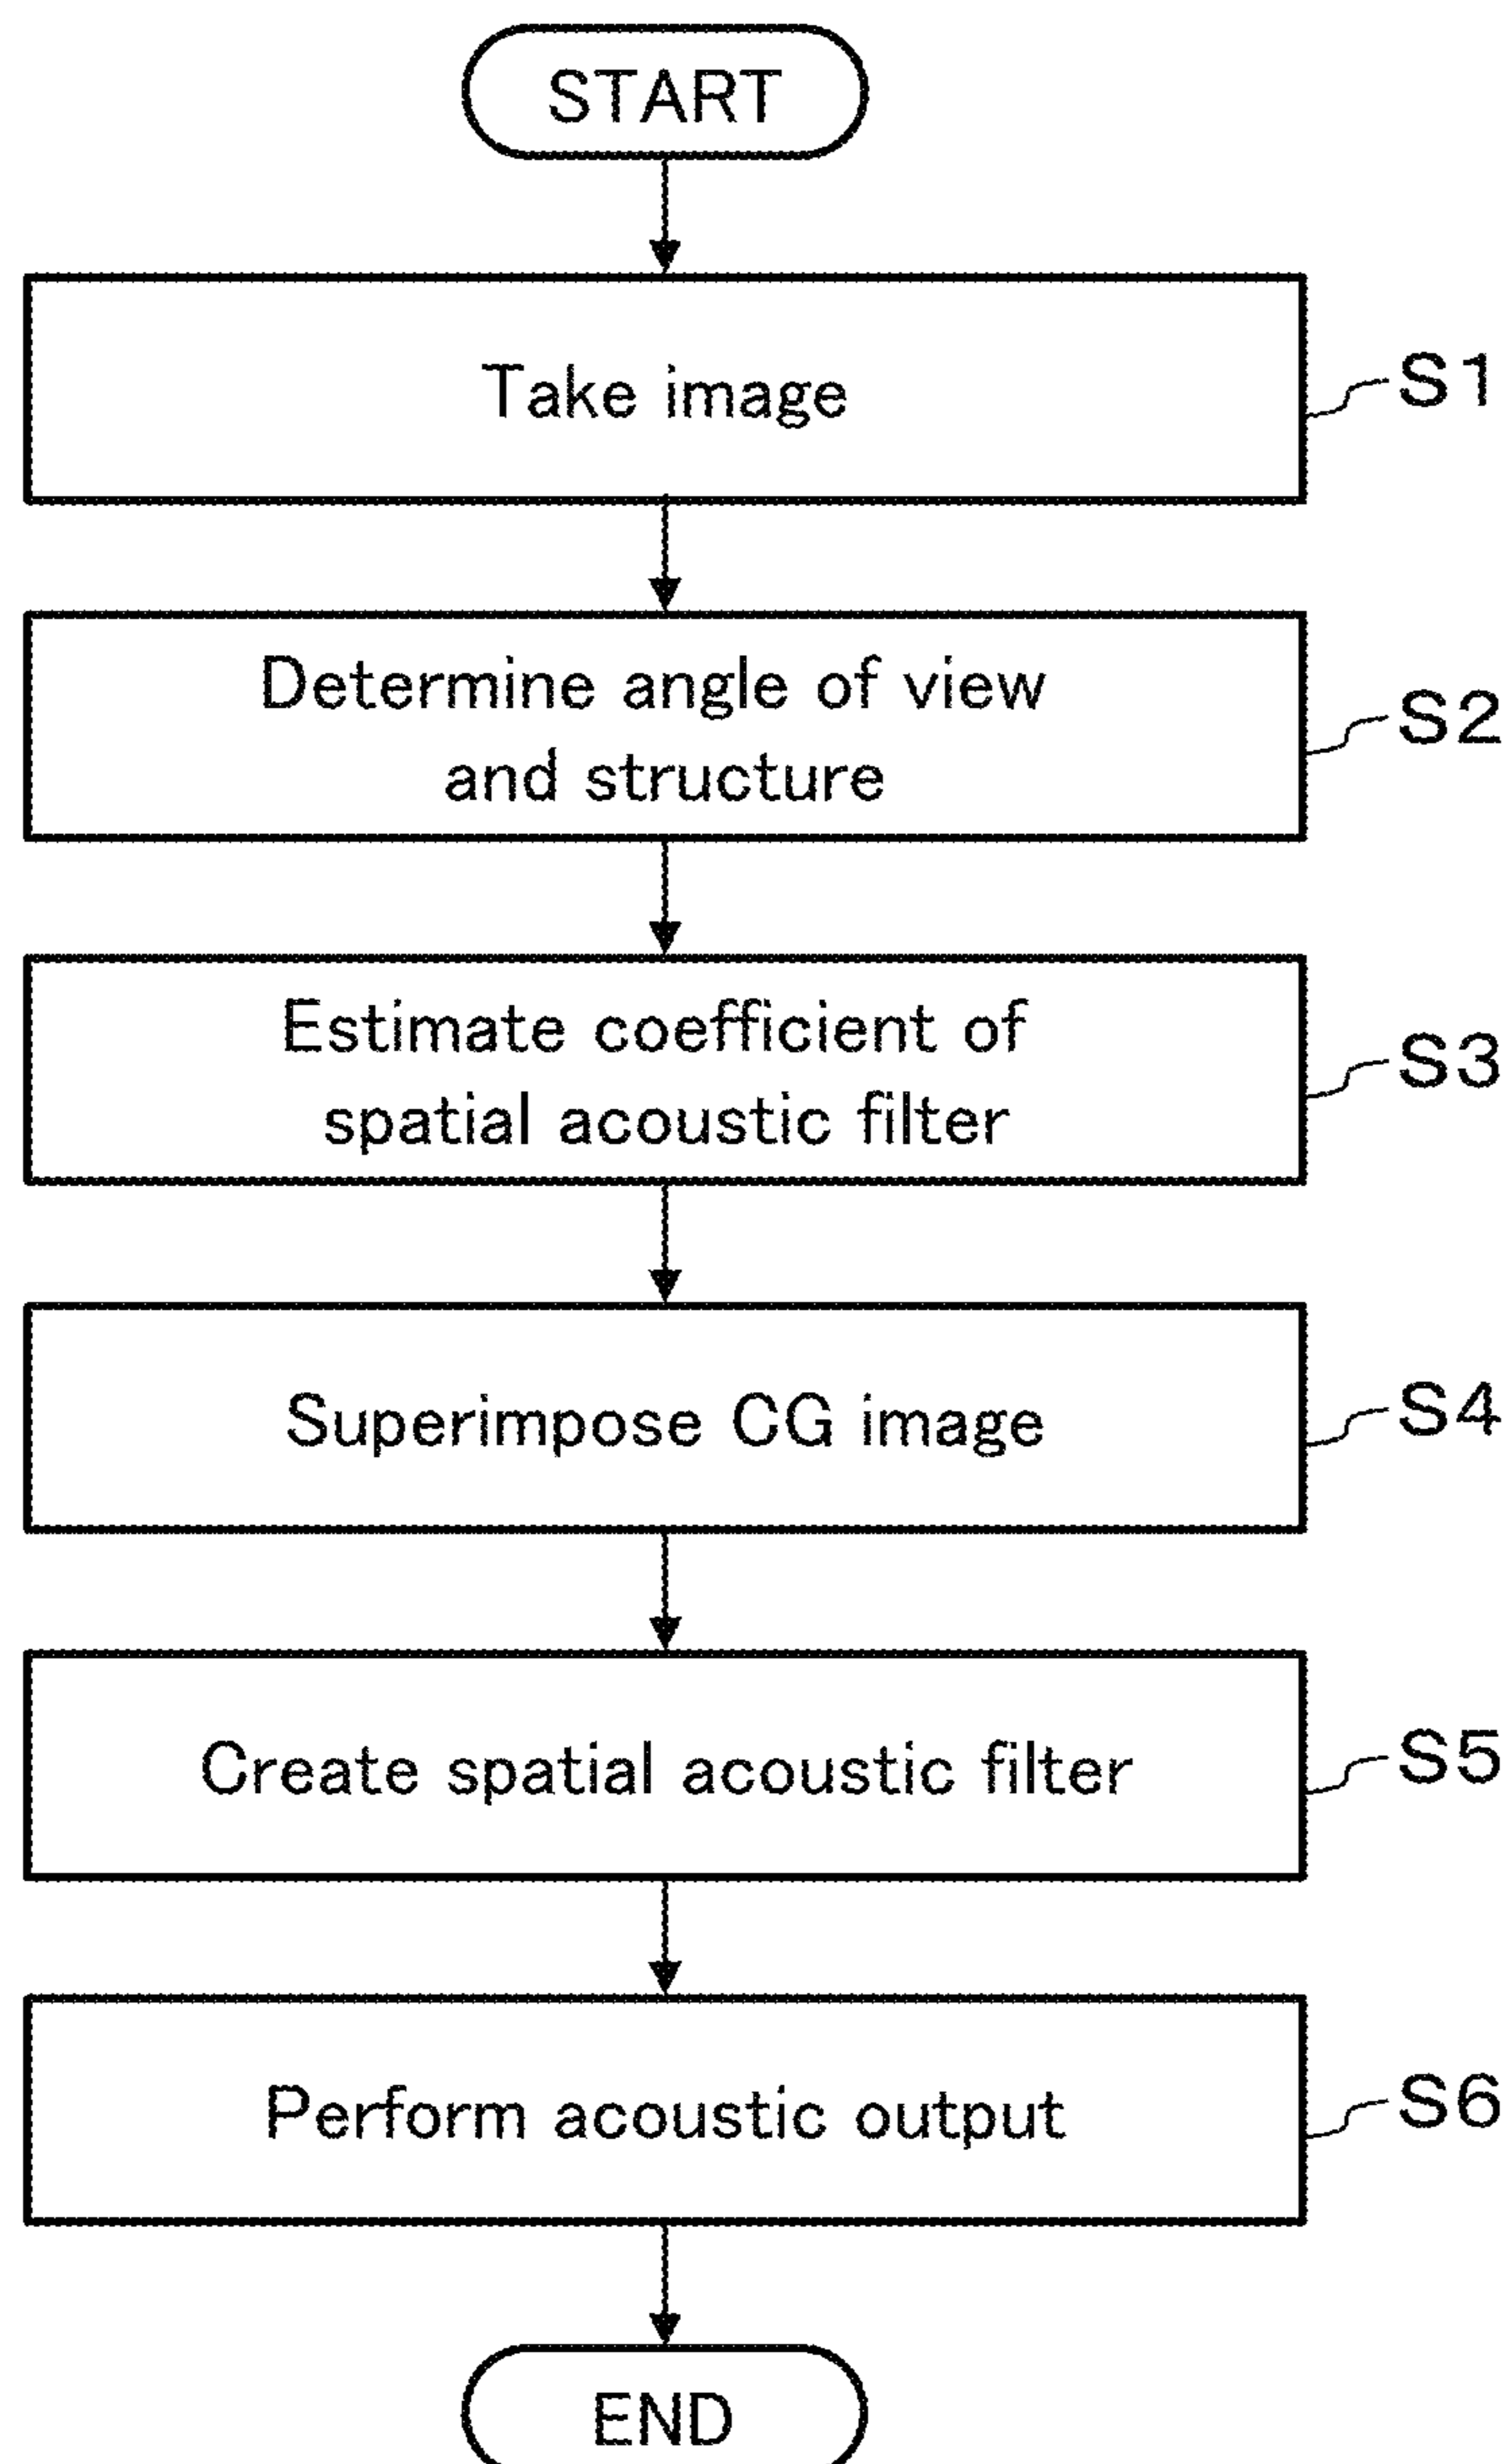 START
Take image
S1
Determine angle of view
and structure
S2
Estimate coefficient of
spatial acoustic filter
S3
Superimpose CG image
S4
Create spatial acoustic filter
S5
Perform acoustic output
S6
END